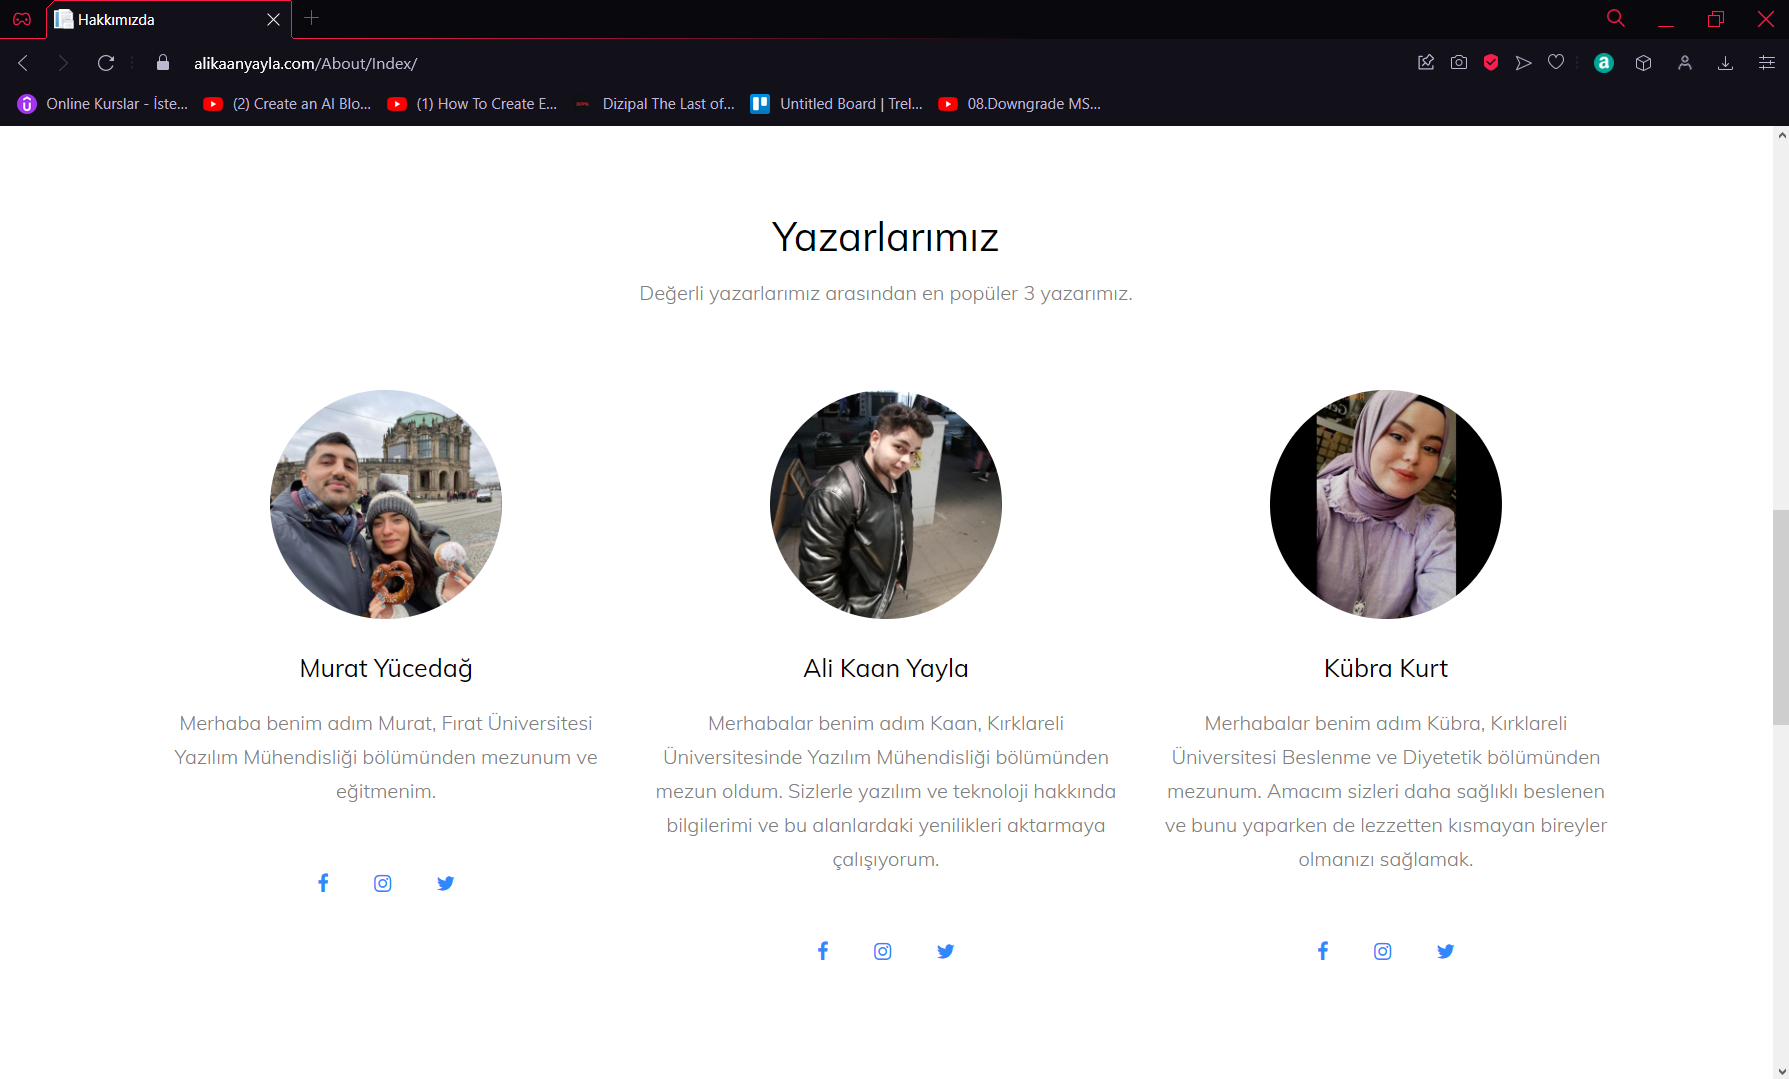 Hakkımızda
alikaanyayla.com/About/Index/
Online Kurslar - İste...
(2) Create an AI Blo...
(1) How To Create E...
Dizipal The Last of...
Untitled Board | Trel...
08.Downgrade MS...
Yazarlarımız
Değerli yazarlarımız arasından en popüler 3 yazarımız.
Murat Yücedağ
Merhaba benim adım Murat, Fırat Üniversitesi
Yazılım Mühendisliği bölümünden mezunum ve
eğitmenim.
Ali Kaan Yayla
Merhabalar benim adım Kaan, Kırklareli
Üniversitesinde Yazılım Mühendisliği bölümünden
mezun oldum. Sizlerle yazılım ve teknoloji hakkında
bilgilerimi ve bu alanlardaki yenilikleri aktarmaya
çalışıyorum.
Kübra Kurt
Merhabalar benim adım Kübra, Kırklareli
Üniversitesi Beslenme ve Diyetetik bölümünden
mezunum. Amacım sizleri daha sağlıklı beslenen
ve bunu yaparken de lezzetten kısmayan bireyler
olmanızı sağlamak.